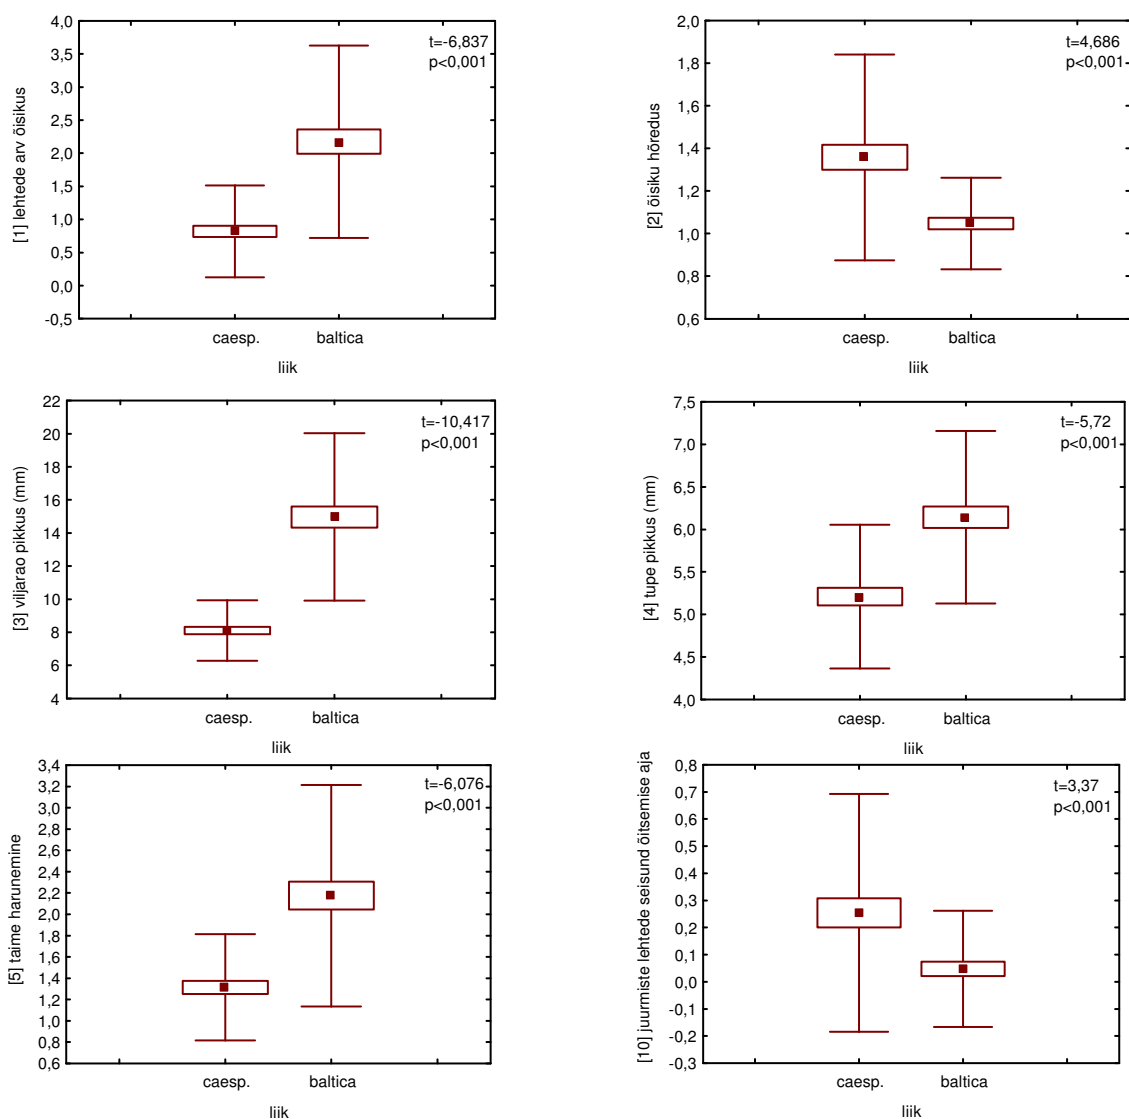 [1] lehtede arv õisikus
4,0
3,5
3,0
2,5
2,0
1,5
1,0
0,5
0,0
-0,5
t=-6,837
p<0,001
caesp. baltica
liik
[2] õisiku hõredus
2,0
1,8
1,6
1,4
1,2
1,0
0,8
0,6
t=4,686
p<0,001
caesp. baltica
liik
[3] viljarao pikkus (mm)
22
20
18
16
14
12
10
8
6
4
t=-10,417
p<0,001
caesp. baltica
liik
[4] tupe pikkus (mm)
7,5
7,0
6,5
6,0
5,5
5,0
4,5
4,0
t=-5,72
p<0,001
caesp. baltica
liik
[5] taime harunemine
3,4
3,2
3,0
2,8
2,6
2,4
2,2
2,0
1,8
1,6
1,4
1,2
1,0
0,8
0,6
t=-6,076
p<0,001
caesp. baltica
liik
[10] juurmiste lehtede seisund õitsemise aja
0,8
0,7
0,6
0,5
0,4
0,3
0,2
0,1
0,0
-0,1
-0,2
-0,3
t=3,37
p<0,001
caesp. baltica
liik